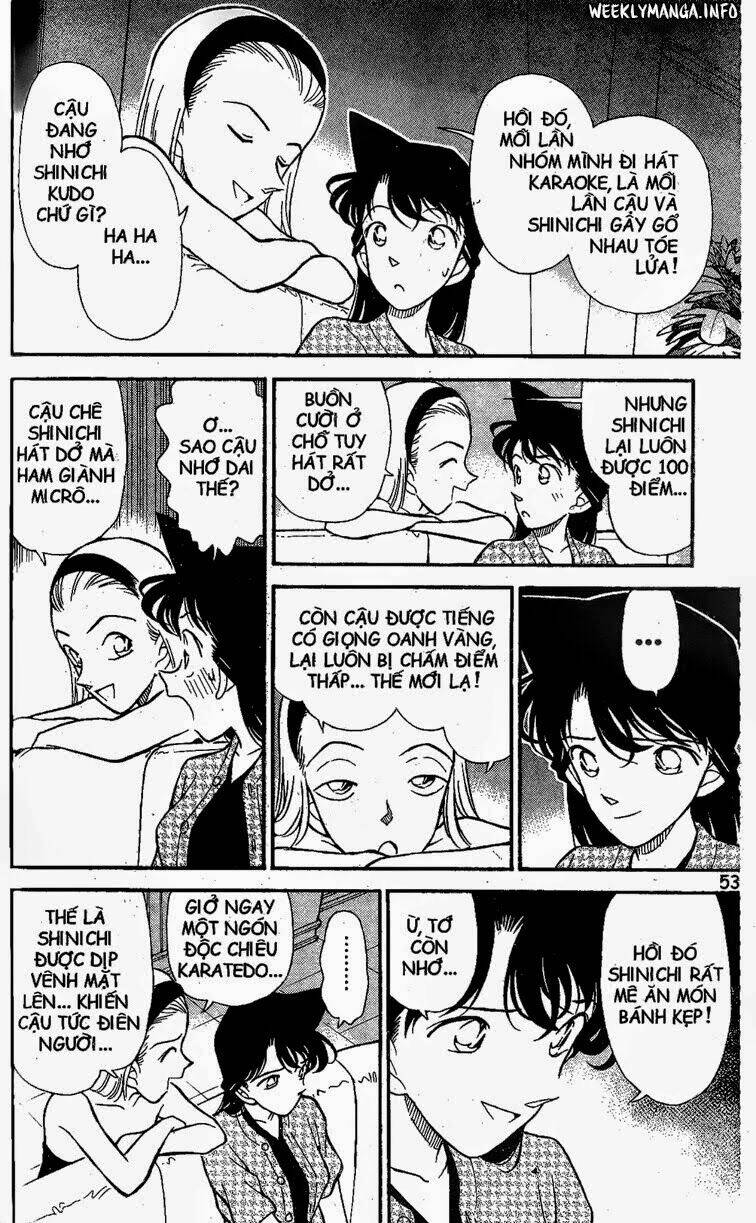 WEEKLYMANGA.INFO
CẬU
ĐANG
NHỚ
SHINICHI
KUDO
CHỨ GÌ?
HA HA
HA...
HỒI ĐÓ,
MỖI LẦN
NHÓM MÌNH ĐI HÁT
KARAOKE, LÀ MỖI
LẦN CẬU VÀ
SHINICHI GÂY GỔ
NHAU TÓE
LỬA!
CẬU CHÊ
SHINICHI
HÁT DỞ MÀ
HAM GIÀNH
MICRÔ...
Ơ...
SAO CẬU
NHỚ DAI
THẾ?
BUỒN
CƯỜI Ở
CHỖ TUY
HÁT RẤT
DỞ...
NHƯNG
SHINICHI
LẠI LUÔN
ĐƯỢC 100
ĐIỂM...
CÒN CẬU ĐƯỢC TIẾNG
CÓ GIỌNG OANH VÀNG,
LẠI LUÔN BỊ CHẤM ĐIỂM
THẤP... THẾ MỚI LẠ!
...
53
THẾ LÀ
SHINICHI
ĐƯỢC DỊP
VÊNH MẶT
LÊN... KHIẾN
CẬU TỨC ĐIÊN
NGƯỜI...
GIỞ NGAY
MỘT NGÓN
ĐỘC CHIÊU
KARATEDO...
......
Ừ, TỚ
CÒN
NHỚ...
HỒI ĐÓ
SHINICHI RẤT
MÊ ĂN MÓN
BÁNH KẸP!